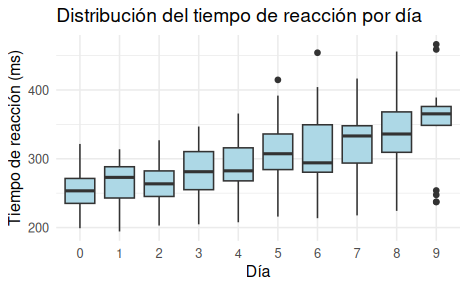 Distribución del tiempo de reacción por día
Tiempo de reacción (ms)
400
300
200
0 1 2 3 4 5 6 7 8 9
Día